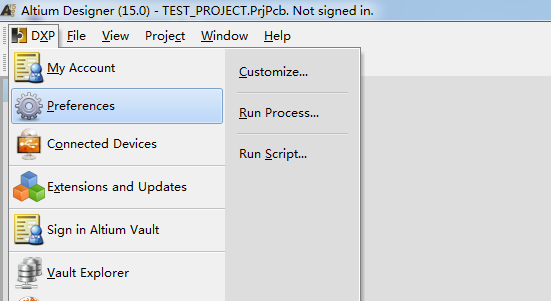 Altium Designer (15.0) - TEST_PROJECT.PrjPcb. Not signed in.
DXP File View Project Window Help
My Account
Preferences
Connected Devices
Extensions and Updates
Sign in Altium Vault
Vault Explorer
Customize...
Run Process...
Run Script...